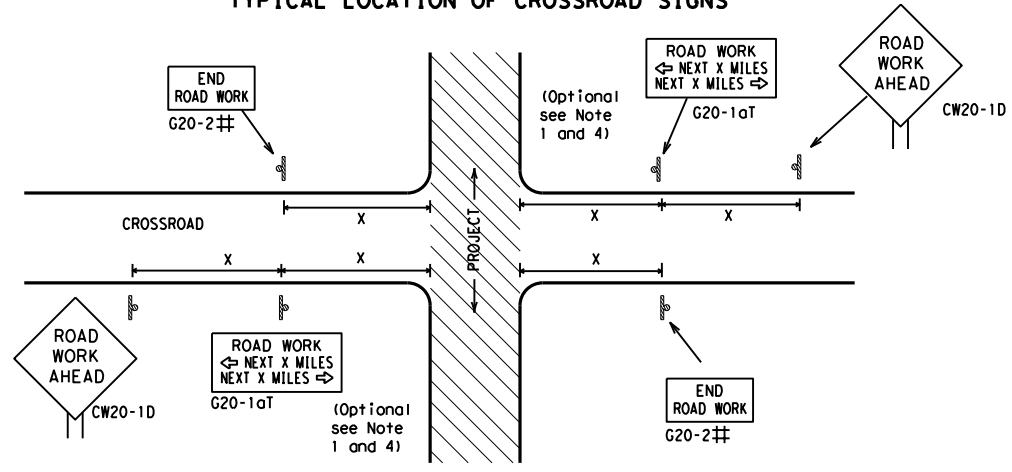 TYPICAL LOCATION OF CROSSROAD SIGNS
END
ROAD WORK
G20-2⌗
(Optional
see Note
1 and 4)
ROAD WORK
⇦ NEXT X MILES
NEXT X MILES ⇨
G20-1aT
ROAD
WORK
AHEAD
CW20-1D
X
X
X
CROSSROAD
PROJECT
X
X
X
ROAD
WORK
AHEAD
CW20-1D
ROAD WORK
⇦ NEXT X MILES
NEXT X MILES ⇨
G20-1aT
(Optional
see Note
1 and 4)
END
ROAD WORK
G20-2⌗